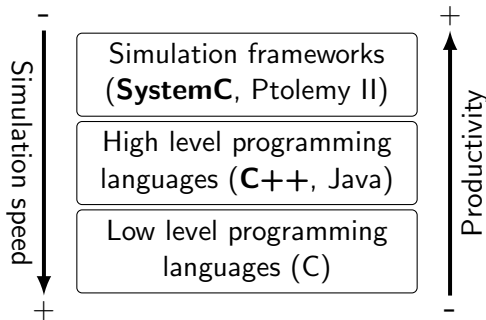 -
+
Simulation frameworks
(SystemC, Ptolemy II)
High level programming
languages (C++, Java)
Low level programming
languages (C)
Simulation speed
Productivity
+
-